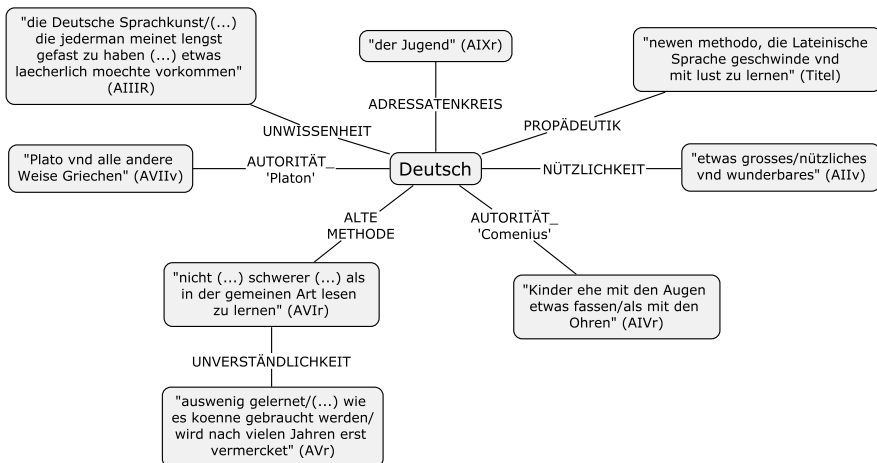 "die Deutsche Sprachkunst/(...)
die jederman meinet lengst
gefast zu haben (...) etwas
laecherlich moechte vorkommen"
(AIIIR)
"der Jugend" (AIXr)
"newen methodo, die Lateinische
Sprache geschwinde vnd
mit lust zu lernen" (Titel)
ADRESSATENKREIS
UNWISSENHEIT
PROPÄDEUTIK
"Plato vnd alle andere
Weise Griechen" (AVIIv)
AUTORITÄT_
'Platon'
Deutsch
NÜTZLICHKEIT
"etwas grosses/nützliches
vnd wunderbares" (AIIv)
ALTE
METHODE
AUTORITÄT_
'Comenius'
"nicht (...) schwerer (...) als
in der gemeinen Art lesen
zu lernen" (AVIr)
"Kinder ehe mit den Augen
etwas fassen/als mit den
Ohren" (AIVr)
UNVERSTÄNDLICHKEIT
"auswenig gelernet/(...) wie
es koenne gebraucht werden/
wird nach vielen Jahren erst
vermercket" (AVr)